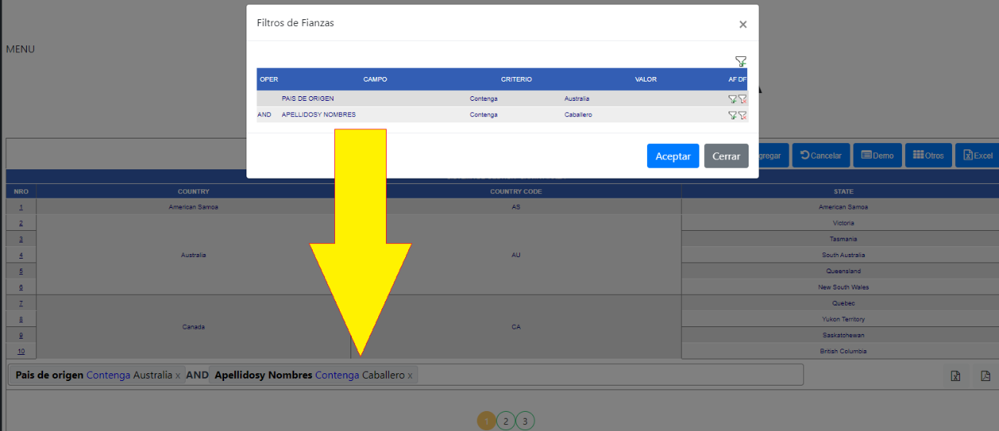 Filtros de Fianzas ×
MENU
OPER CAMPO CRITERIO VALOR AF DF
PAIS DE ORIGEN Contenga Australia
AND APELLIDOSY NOMBRES Contenga Caballero
Aceptar Cerrar
Cancelar Demo Otros Excel
NRO COUNTRY COUNTRY CODE STATE
1 American Samoa AS American Samoa
2 Victoria
3 Tasmania
4 Australia AU South Australia
5 Queensland
6 New South Wales
7 Quebec
8 Canada CA Yukon Territory
9 Saskatchewan
10 British Columbia
Pais de origen Contenga Australia x AND Apellidosy Nombres Contenga Caballero x
1 2 3